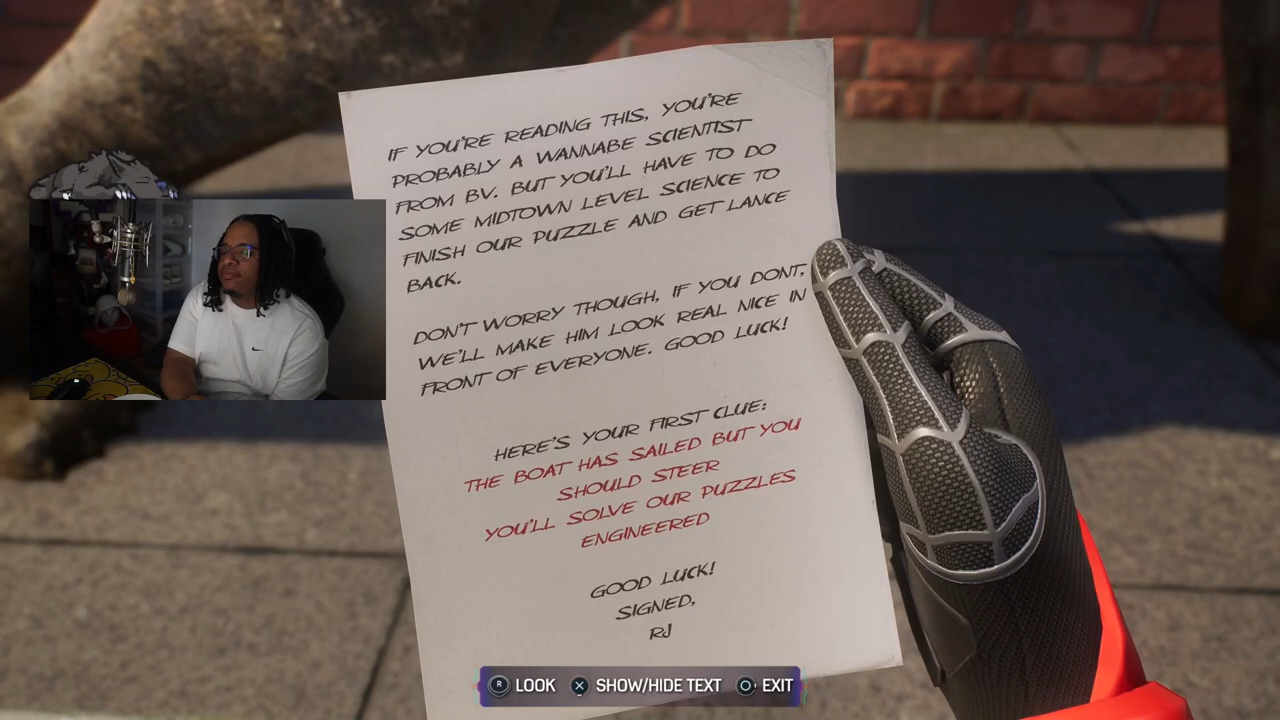 IF YOU'RE READING THIS, YOU'RE
PROBABLY A WANNABE SCIENTIST
FROM BV. BUT YOU'LL HAVE TO DO
SOME MIDTOWN LEVEL SCIENCE TO
FINISH OUR PUZZLE AND GET LANCE
BACK.
DON'T WORRY THOUGH, IF YOU DONT,
WE'LL MAKE HIM LOOK REAL NICE IN
FRONT OF EVERYONE. GOOD LUCK!
HERE'S YOUR FIRST CLUE:
THE BOAT HAS SAILED BUT YOU
SHOULD STEER
YOU'LL SOLVE OUR PUZZLES
ENGINEERED
GOOD LUCK!
SIGNED,
RJ
R LOOK X SHOW/HIDE TEXT O EXIT